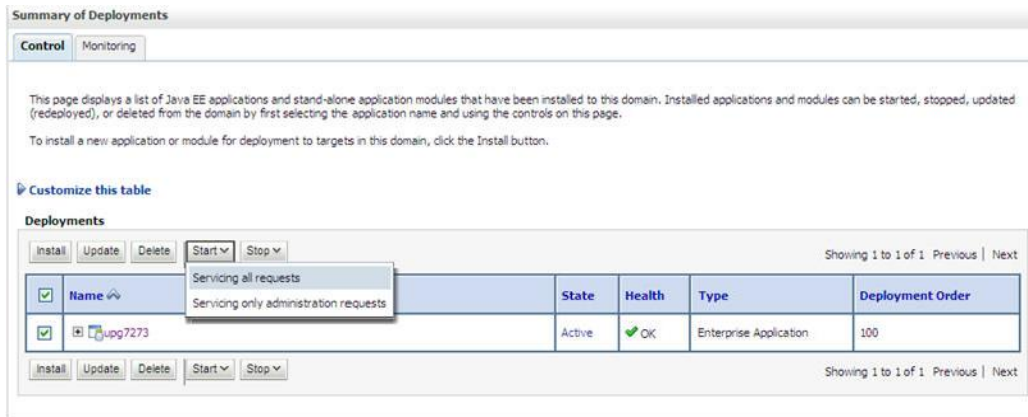 Summary of Deployments
Control Monitoring
This page displays a list of Java EE applications and stand-alone application modules that have been installed to this domain. Installed applications and modules can be started, stopped, updated
(redeployed), or deleted from the domain by first selecting the application name and using the controls on this page.
To install a new application or module for deployment to targets in this domain, click the Install button.
Customize this table
Deployments
Install Update Delete Start Stop Showing 1 to 1 of 1 Previous | Next
Servicing all requests
Servicing only administration requests
Name State Health Type Deployment Order
upg7273 Active OK Enterprise Application 100
Install Update Delete Start Stop Showing 1 to 1 of 1 Previous | Next